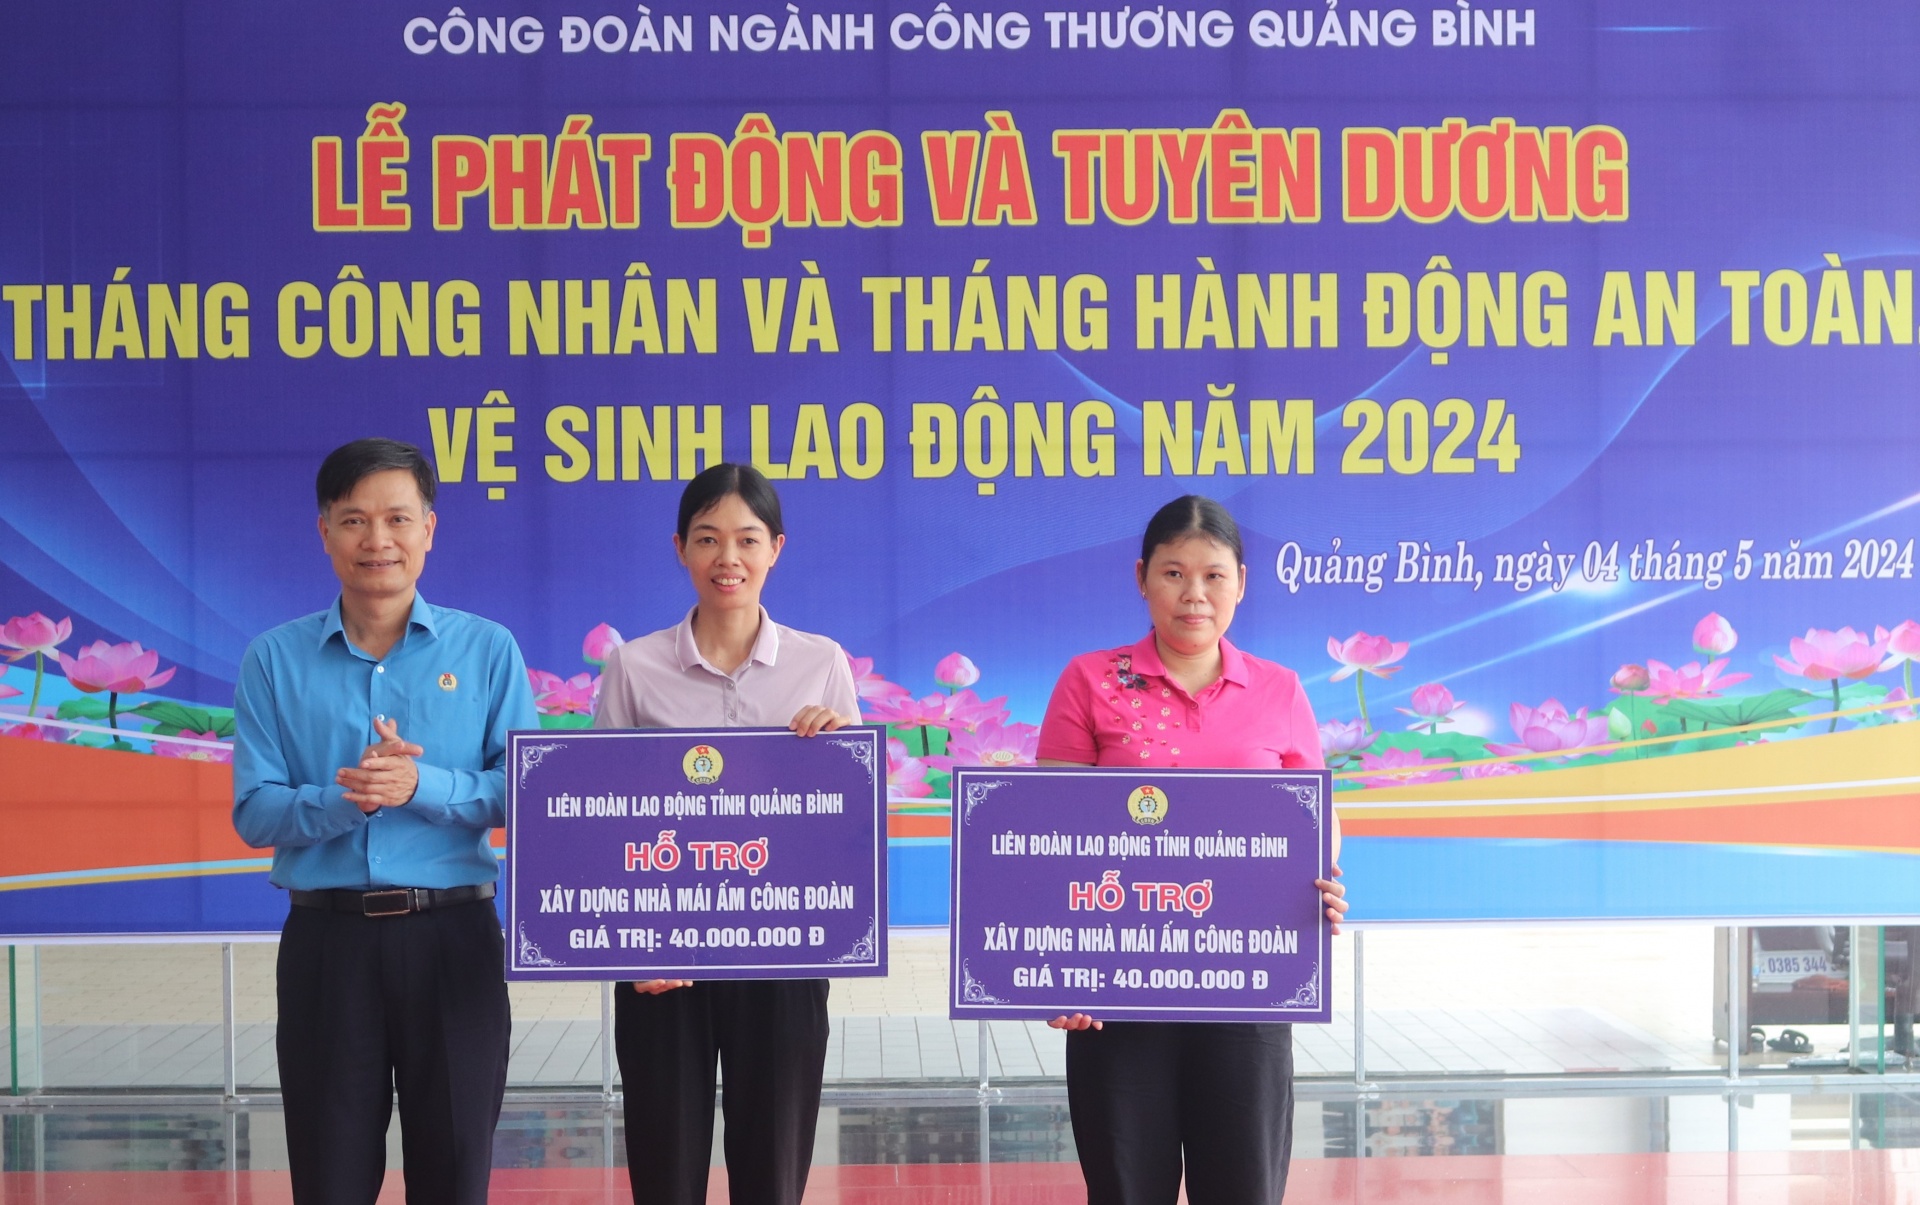 CÔNG ĐOÀN NGÀNH CÔNG THƯƠNG QUẢNG BÌNH
LỄ PHÁT ĐỘNG VÀ TUYÊN DƯƠNG
THÁNG CÔNG NHÂN VÀ THÁNG HÀNH ĐỘNG AN TOÀN.
VỆ SINH LAO ĐỘNG NĂM 2024
Quảng Bình, ngày 04 tháng 5 năm 2024
LIÊN ĐOÀN LAO ĐỘNG TỈNH QUẢNG BÌNH
HỖ TRỢ
XÂY DỰNG NHÀ MÁI ẤM CÔNG ĐOÀN
GIÁ TRỊ: 40.000.000 Đ
LIÊN ĐOÀN LAO ĐỘNG TỈNH QUẢNG BÌNH
HỖ TRỢ
XÂY DỰNG NHÀ MÁI ẤM CÔNG ĐOÀN
GIÁ TRỊ: 40.000.000 Đ
0385 344